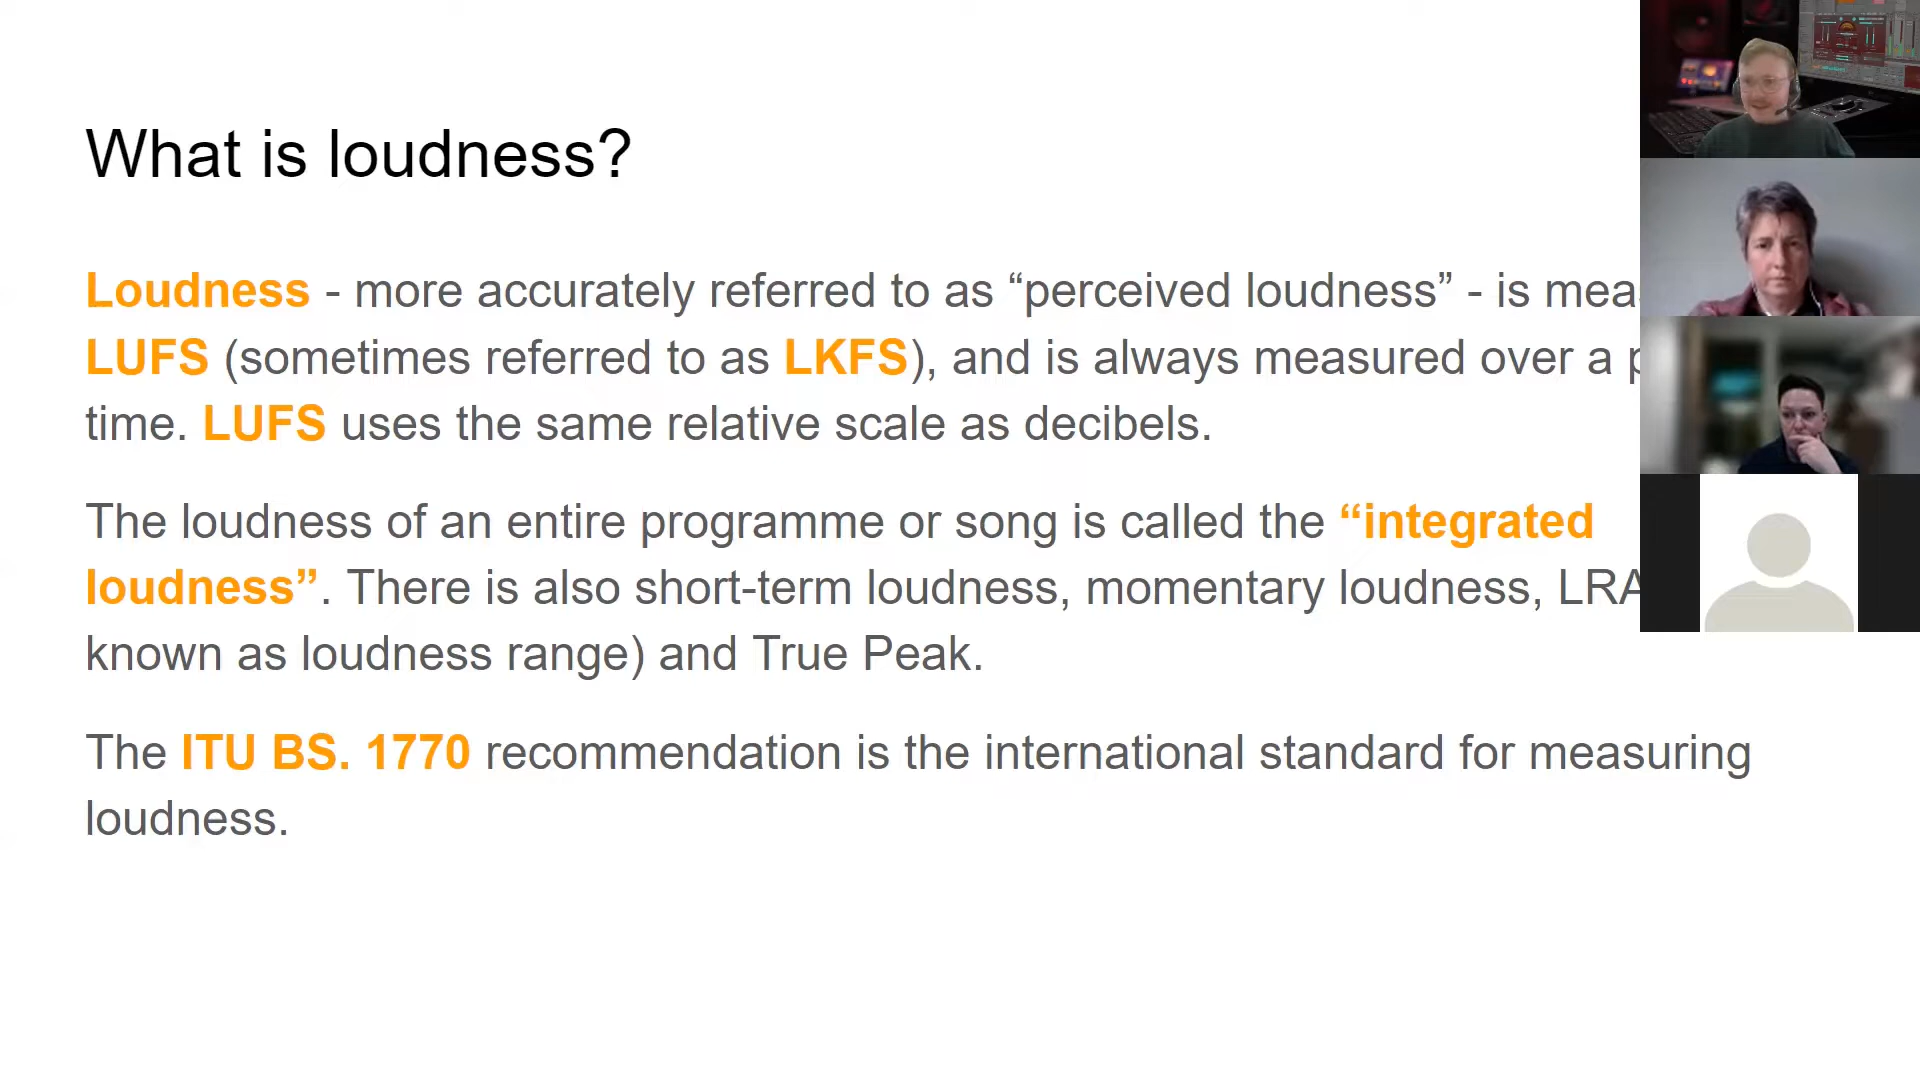 What is loudness?
Loudness - more accurately referred to as “perceived loudness” - is
LUFS (sometimes referred to as LKFS), and is always measured over a
time. LUFS uses the same relative scale as decibels.
The loudness of an entire programme or song is called the “integrated
loudness”. There is also short-term loudness, momentary loudness, LRA
known as loudness range) and True Peak.
The ITU BS. 1770 recommendation is the international standard for measuring
loudness.